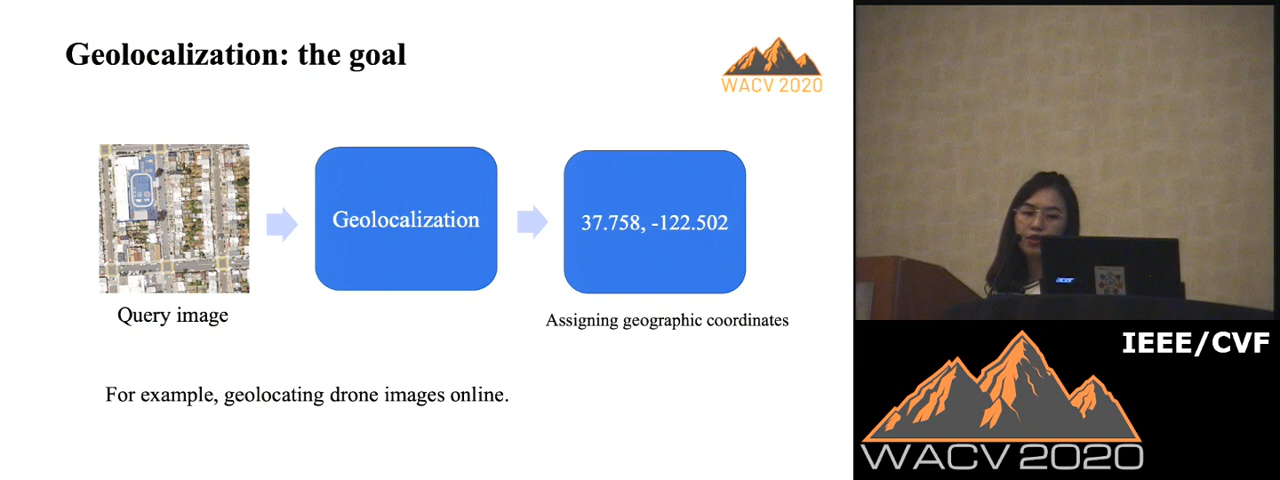 Geolocalization: the goal
WACV 2020
Geolocalization
37.758, -122.502
Query image
Assigning geographic coordinates
For example, geolocating drone images online.
acer
IEEE/CVF
WACV 2020